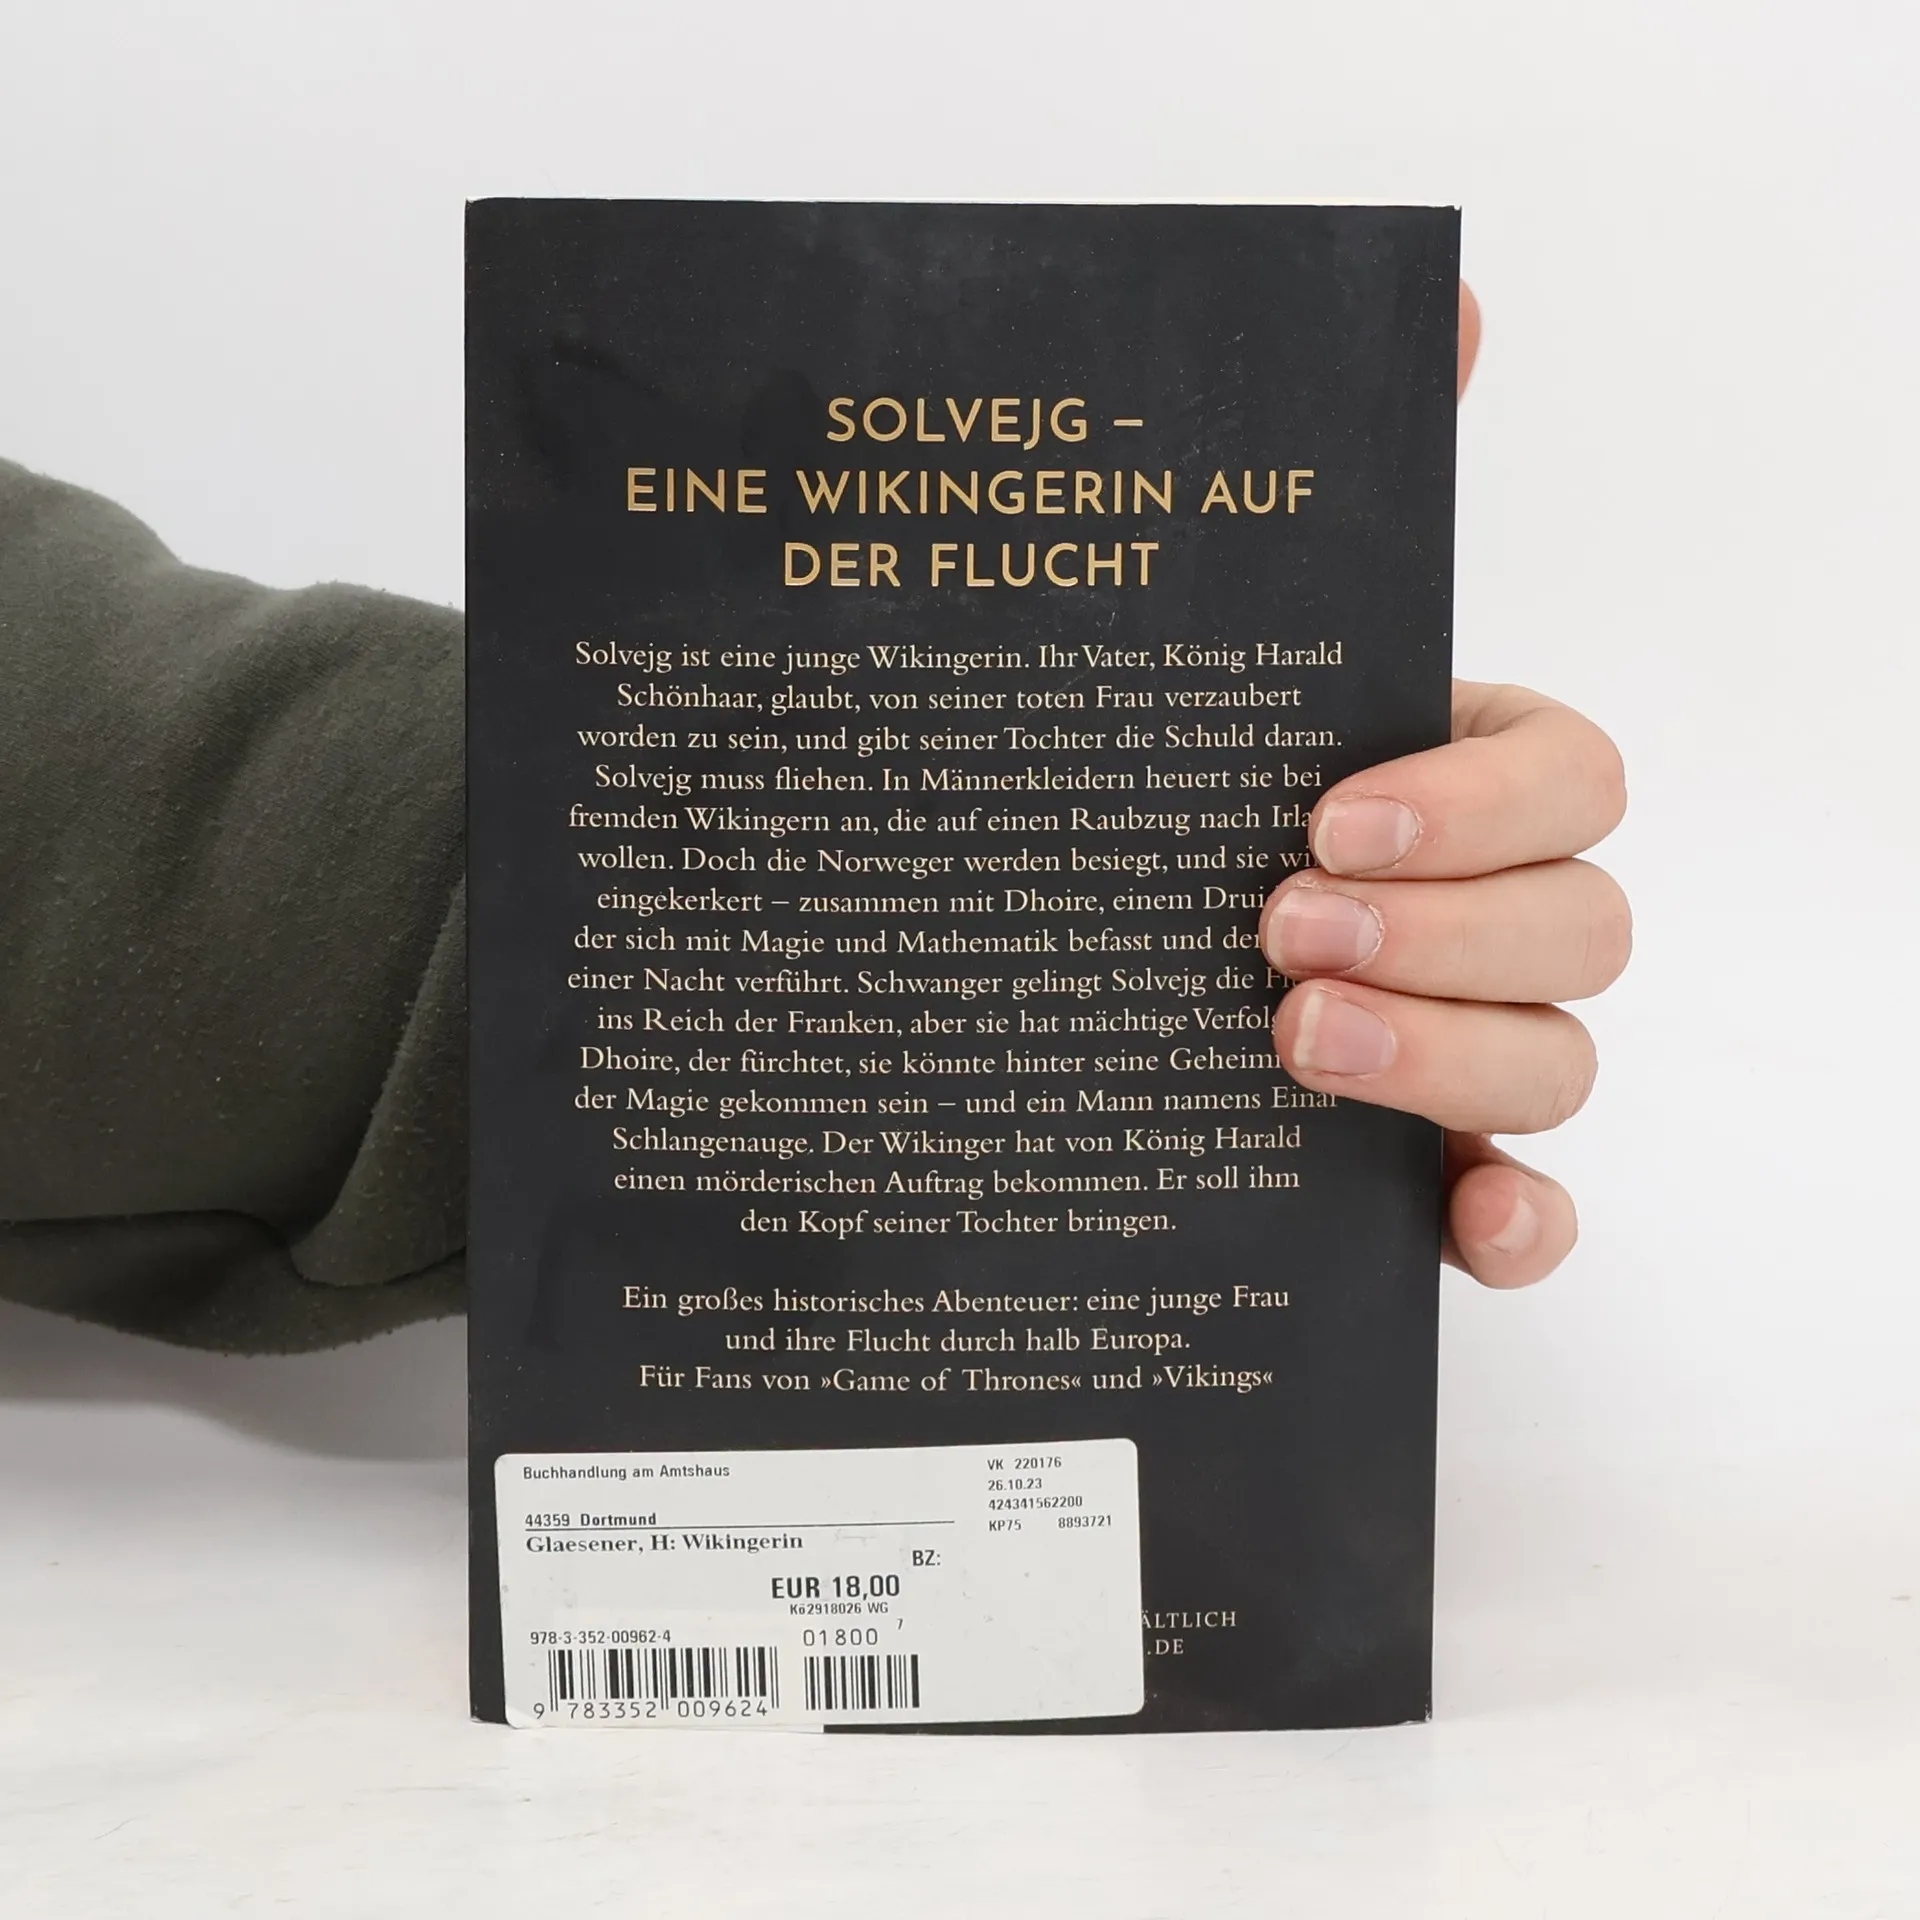 SOLVEJG –
EINE WIKINGERIN AUF
DER FLUCHT
Solvejg ist eine junge Wikingerin. Ihr Vater, König Harald
Schönhaar, glaubt, von seiner toten Frau verzaubert
worden zu sein, und gibt seiner Tochter die Schuld daran.
Solvejg muss fliehen. In Männerkleidern heuert sie bei
fremden Wikingern an, die auf einen Raubzug nach
wollen. Doch die Norweger werden besiegt, und sie
eingekerkert – zusammen mit Dhoire, einem
der sich mit Magie und Mathematik befasst und
einer Nacht verführt. Schwanger gelingt Solvejg die
ins Reich der Franken, aber sie hat mächtige
Dhoire, der fürchtet, sie könnte hinter seine
der Magie gekommen sein – und ein Mann namens Einar
Schlangenauge. Der Wikinger hat von König Harald
einen mörderischen Auftrag bekommen. Er soll ihm
den Kopf seiner Tochter bringen.
Ein großes historisches Abenteuer: eine junge Frau
und ihre Flucht durch halb Europa.
Für Fans von »Game of Thrones« und »Vikings«
Buchhandlung am Amtshaus
VK 220176
26.10.23
424341562200
KP75 8893721
44359 Dortmund
Glaesener, H: Wikingerin
BZ:
EUR 18,00
Kö2918026 WG
7
978-3-352-00962-4
01800
9 783352 009624
ÄLTLICH
.DE